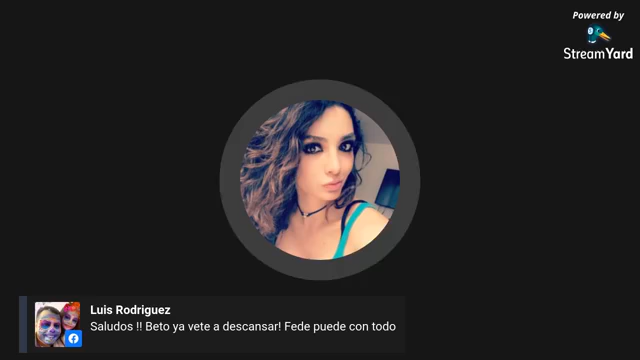 Powered by
StreamYard
Luis Rodriguez
Saludos !! Beto ya vete a descansar! Fede puede con todo